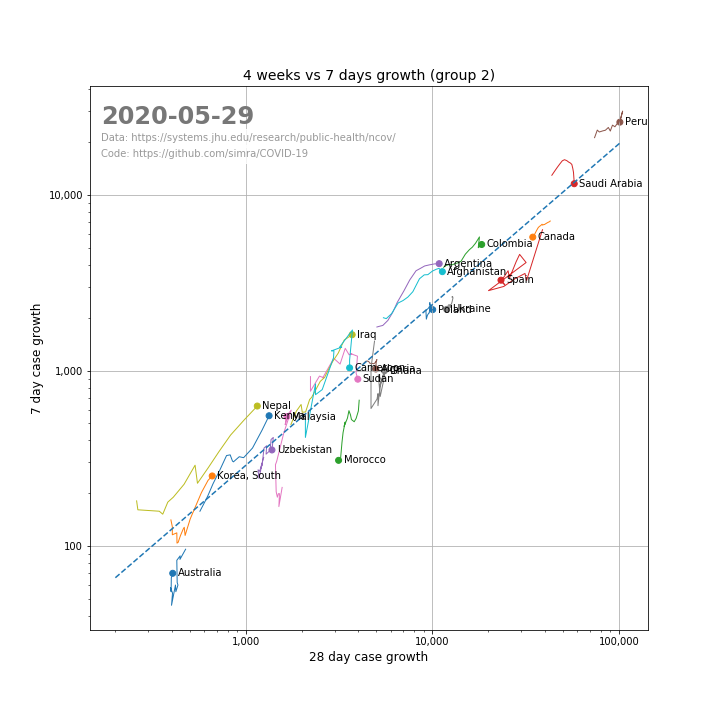 4 weeks vs 7 days growth (group 2)
2020-05-29
Data: https://systems.jhu.edu/research/public-health/ncov/
Code: https://github.com/simra/COVID-19
Peru
Saudi Arabia
10,000
Canada
Colombia
Argentina
Afghanistan
Spain
Poland
Ukraine
7 day case growth
Iraq
1,000
Cameroon
Ghana
Sudan
Nepal
Kenya
Malaysia
Uzbekistan
Morocco
Korea, South
100
Australia
1,000
10,000
100,000
28 day case growth